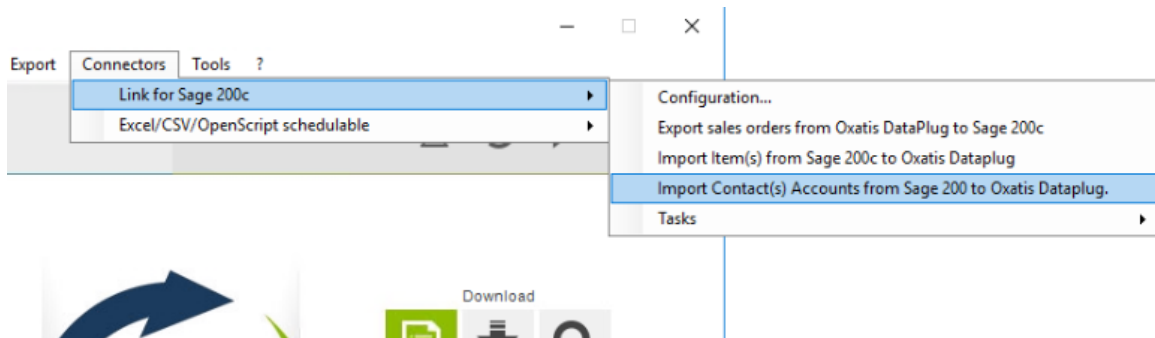 Export Connectors Tools ?
Link for Sage 200c
Excel/CSV/OpenScript schedulable
Configuration...
Export sales orders from Oxatis DataPlug to Sage 200c
Import Item(s) from Sage 200c to Oxatis Dataplug
Import Contact(s) Accounts from Sage 200 to Oxatis Dataplug.
Tasks
Download